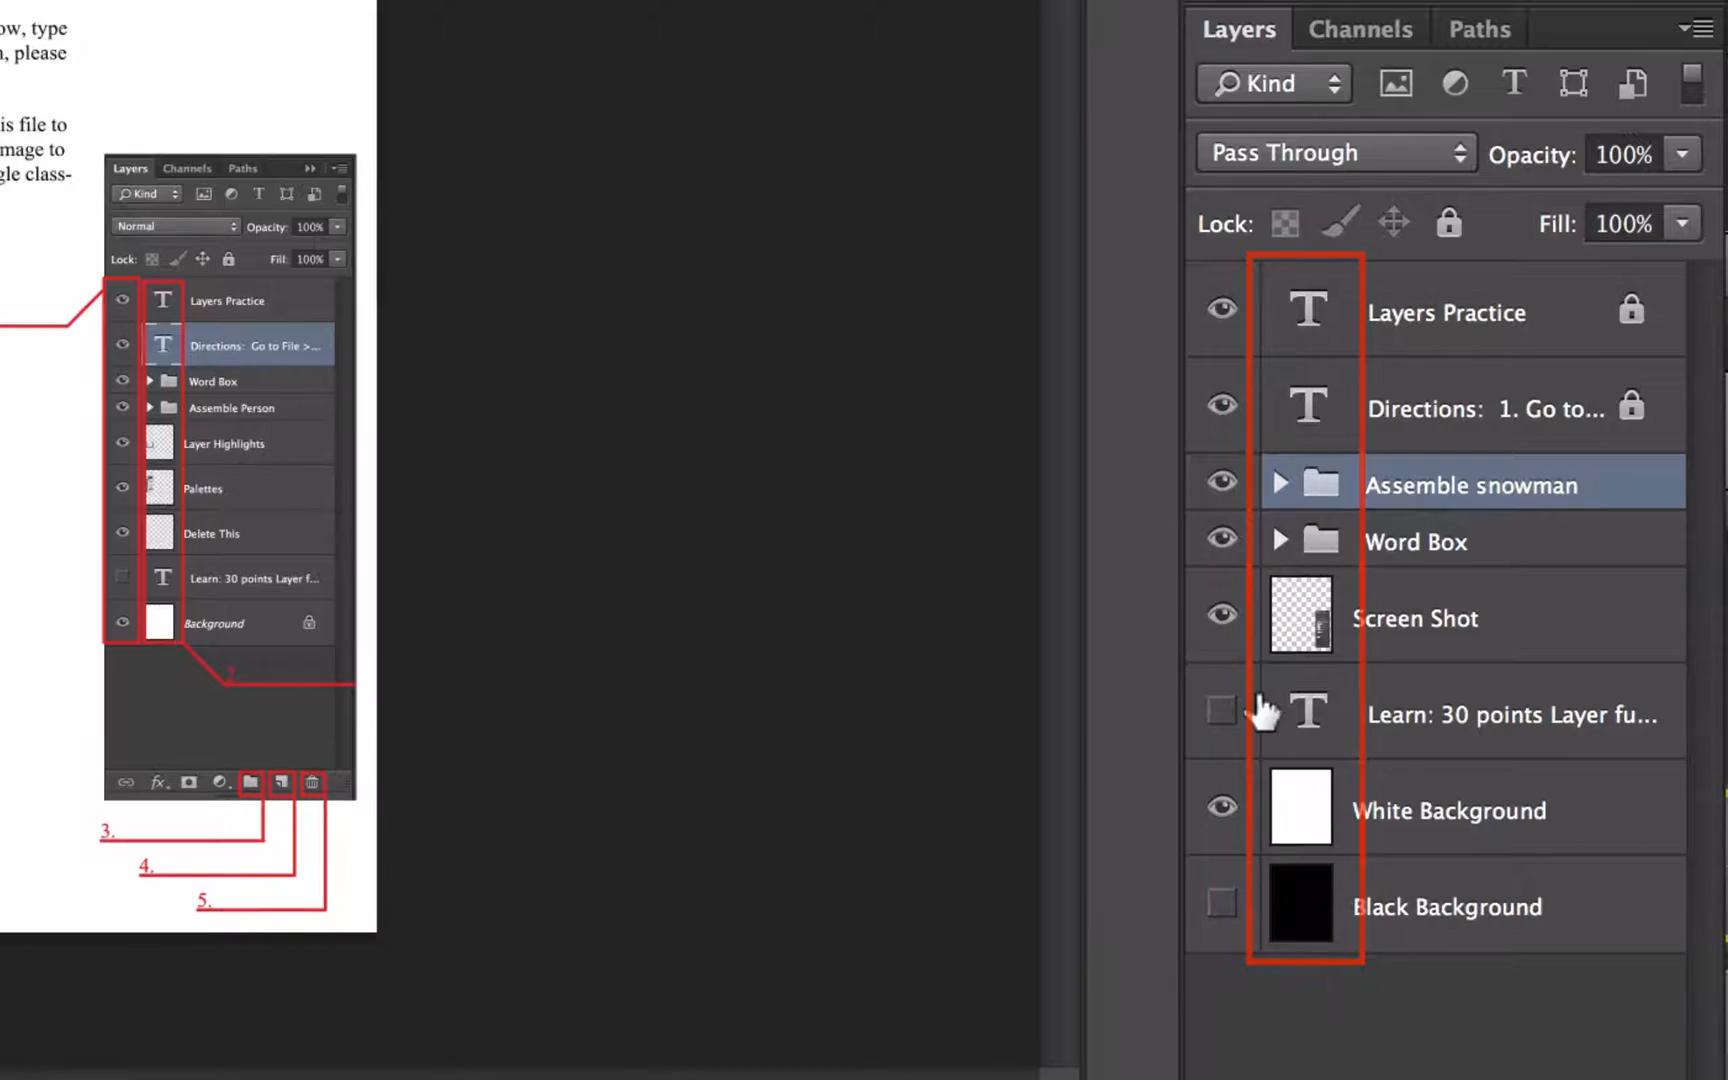 ow, type
n, please
is file to
mage to
gle class-
Layers Channels Paths
Kind
Normal Opacity: 100%
Lock: Fill: 100%
Layers Practice
Directions: Go to File >...
Word Box
Assemble Person
Layer Highlights
Palettes
Delete This
Learn: 30 points Layer f...
Background
2
fx
3.
4.
5.
Layers Channels Paths
Kind
Pass Through Opacity: 100%
Lock: Fill: 100%
Layers Practice
Directions: 1. Go to...
Assemble snowman
Word Box
Screen Shot
Learn: 30 points Layer fu...
White Background
Black Background